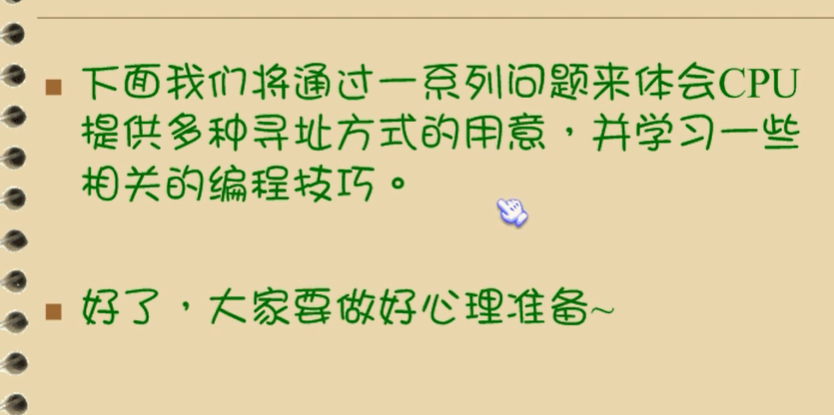 下面我们将通过一系列问题来体会CPU
提供多种寻址方式的用意，并学习一些
相关的编程技巧。
好了，大家要做好心理准备~